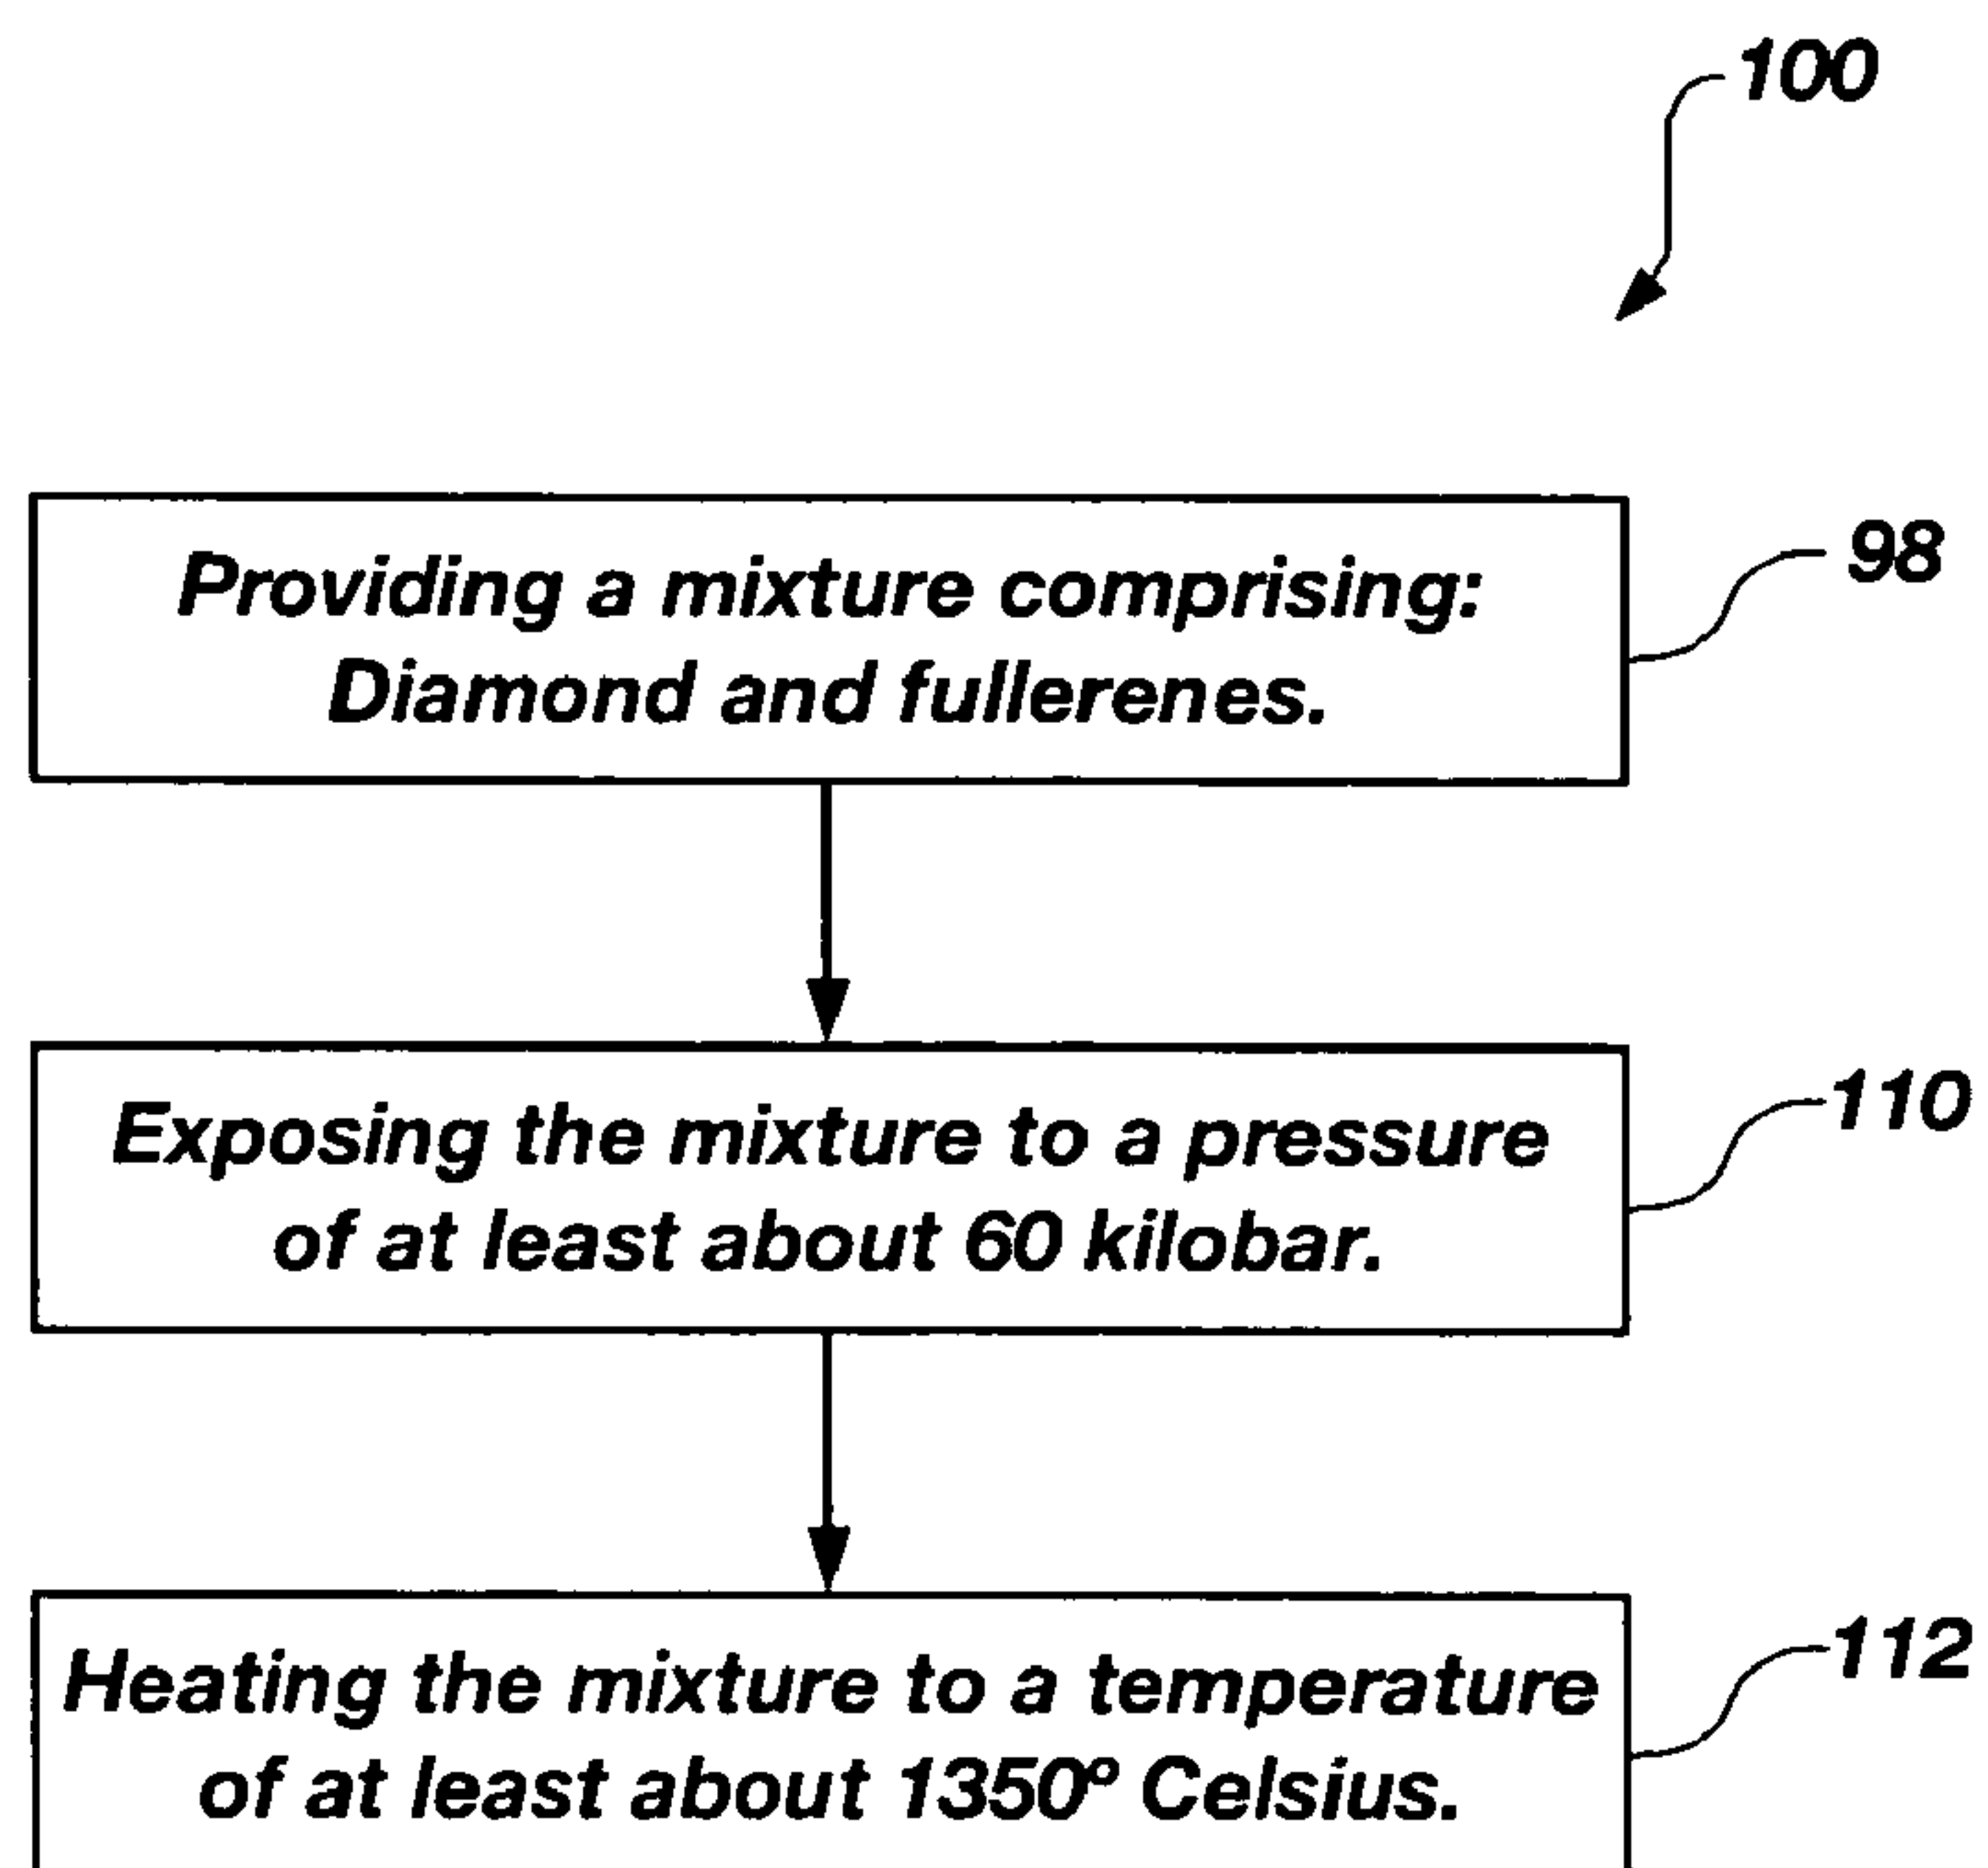 100
Providing a mixture comprising:
Diamond and fullerenes.
98
Exposing the mixture to a pressure
of at least about 60 kilobar.
110
Heating the mixture to a temperature
of at least about 1350° Celsius.
112